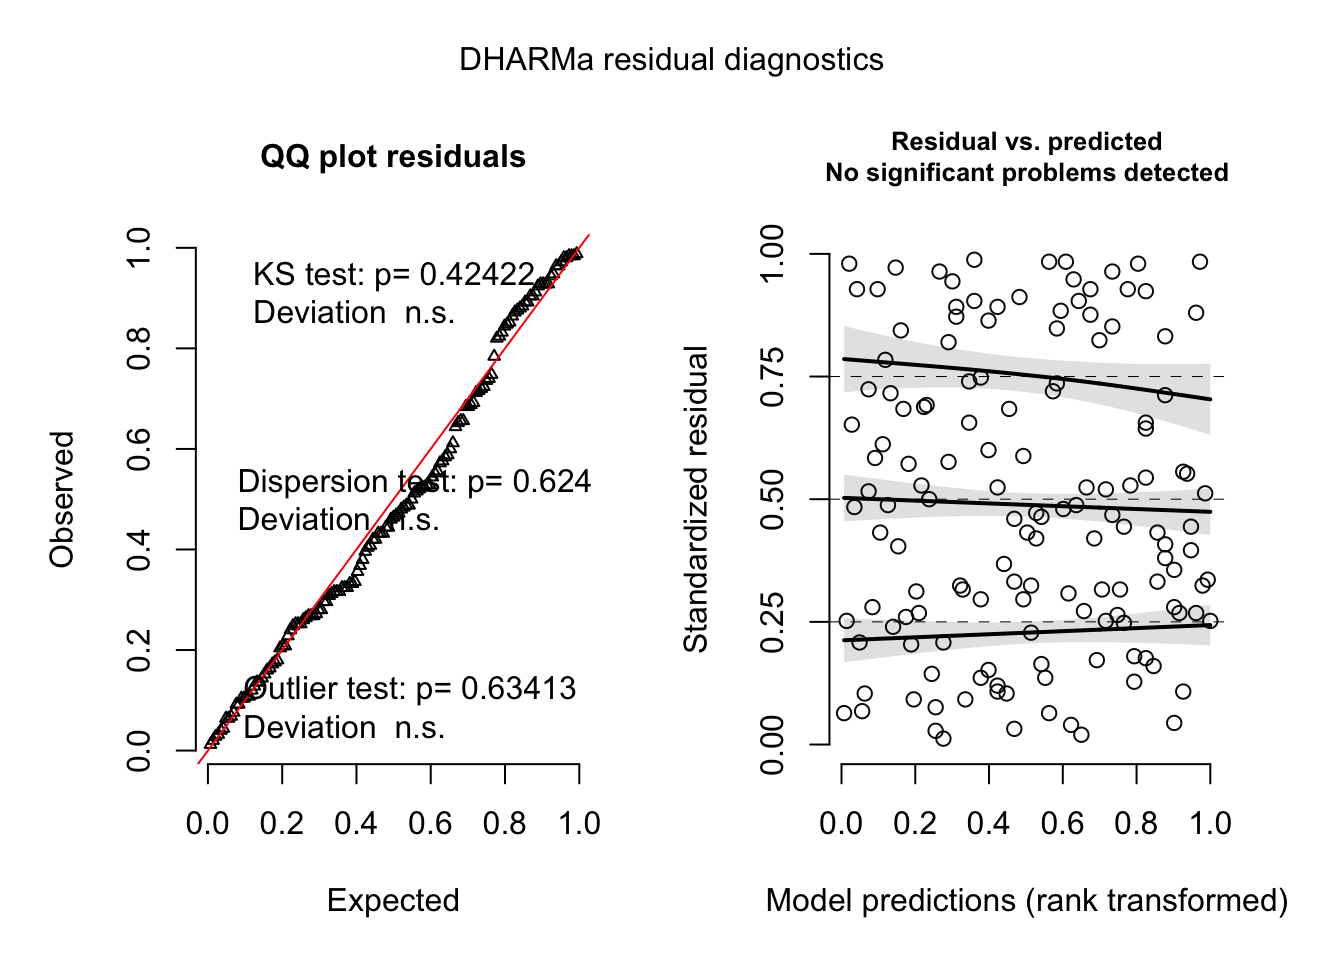 DHARMa residual diagnostics
QQ plot residuals
KS test: p= 0.42422
Deviation  n.s.
Dispersion test: p= 0.624
Deviation  n.s.
Outlier test: p= 0.63413
Deviation  n.s.
Observed
0.0 0.2 0.4 0.6 0.8 1.0
0.0 0.2 0.4 0.6 0.8 1.0
Expected
Residual vs. predicted
No significant problems detected
Standardized residual
0.00 0.25 0.50 0.75 1.00
0.0 0.2 0.4 0.6 0.8 1.0
Model predictions (rank transformed)